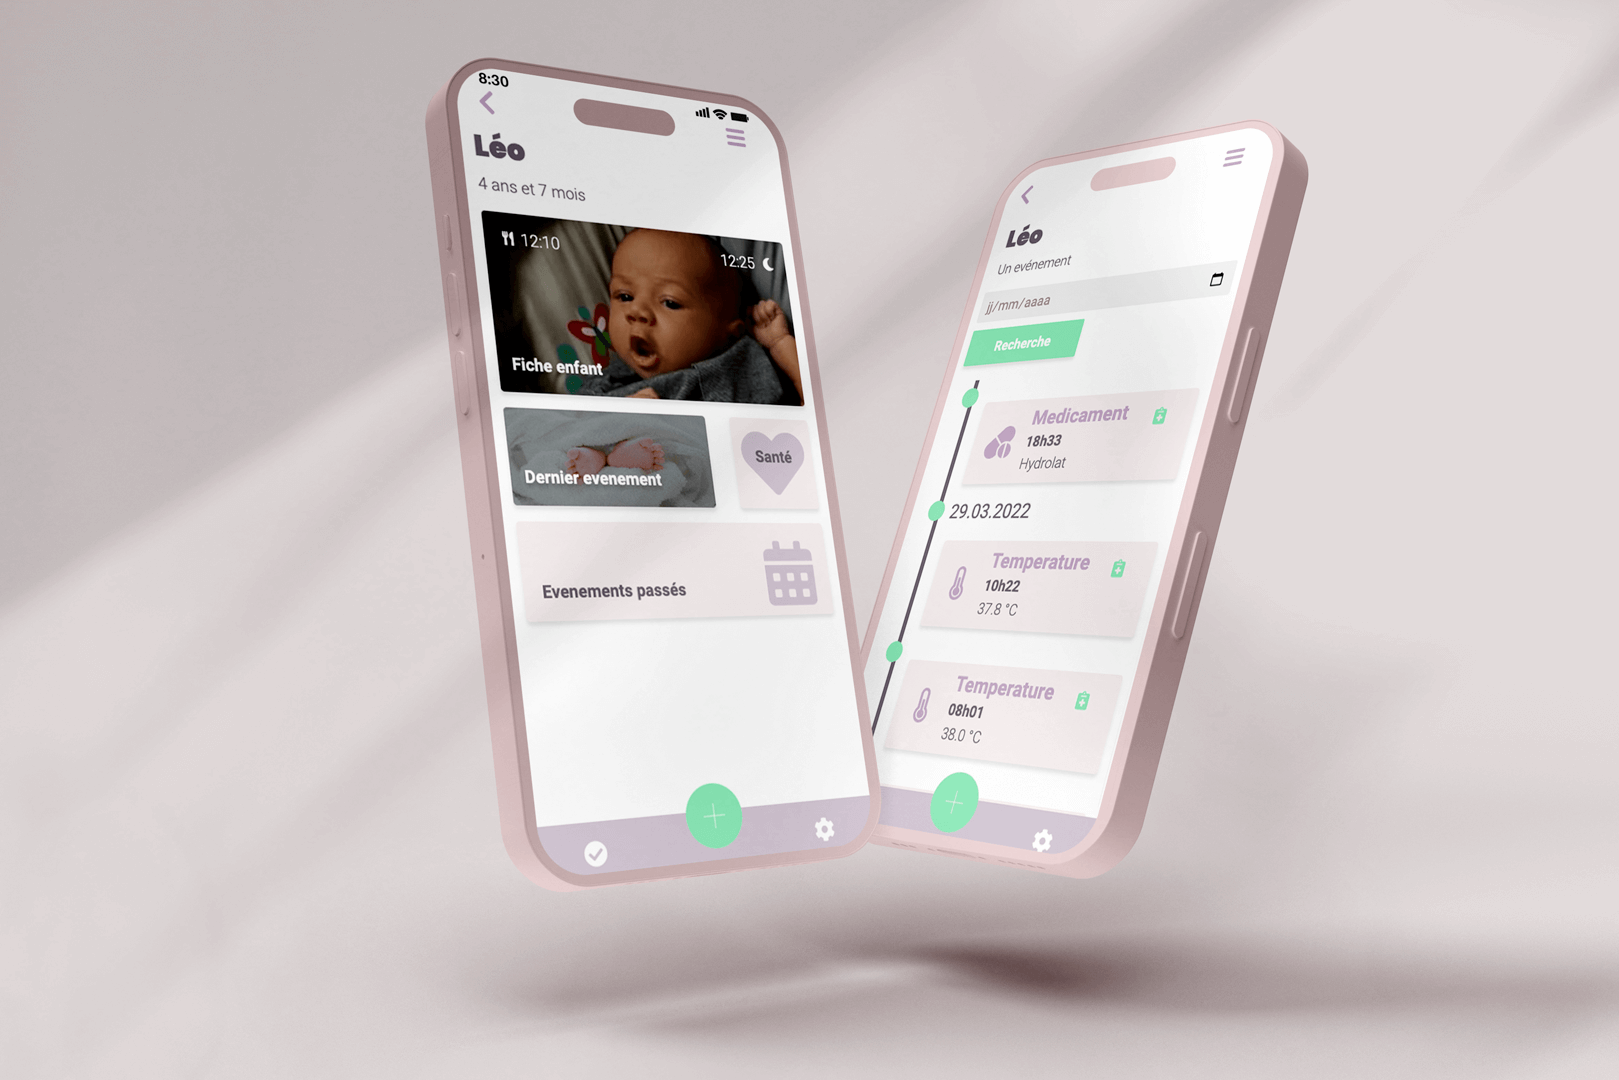 8:30
Léo
4 ans et 7 mois
12:10
12:25
Fiche enfant
Dernier evenement
Santé
Evenements passés
Léo
Un evénement
jj/mm/aaaa
Recherche
Medicament
18h33
Hydrolat
29.03.2022
Temperature
10h22
37.8 °C
Temperature
08h01
38.0 °C